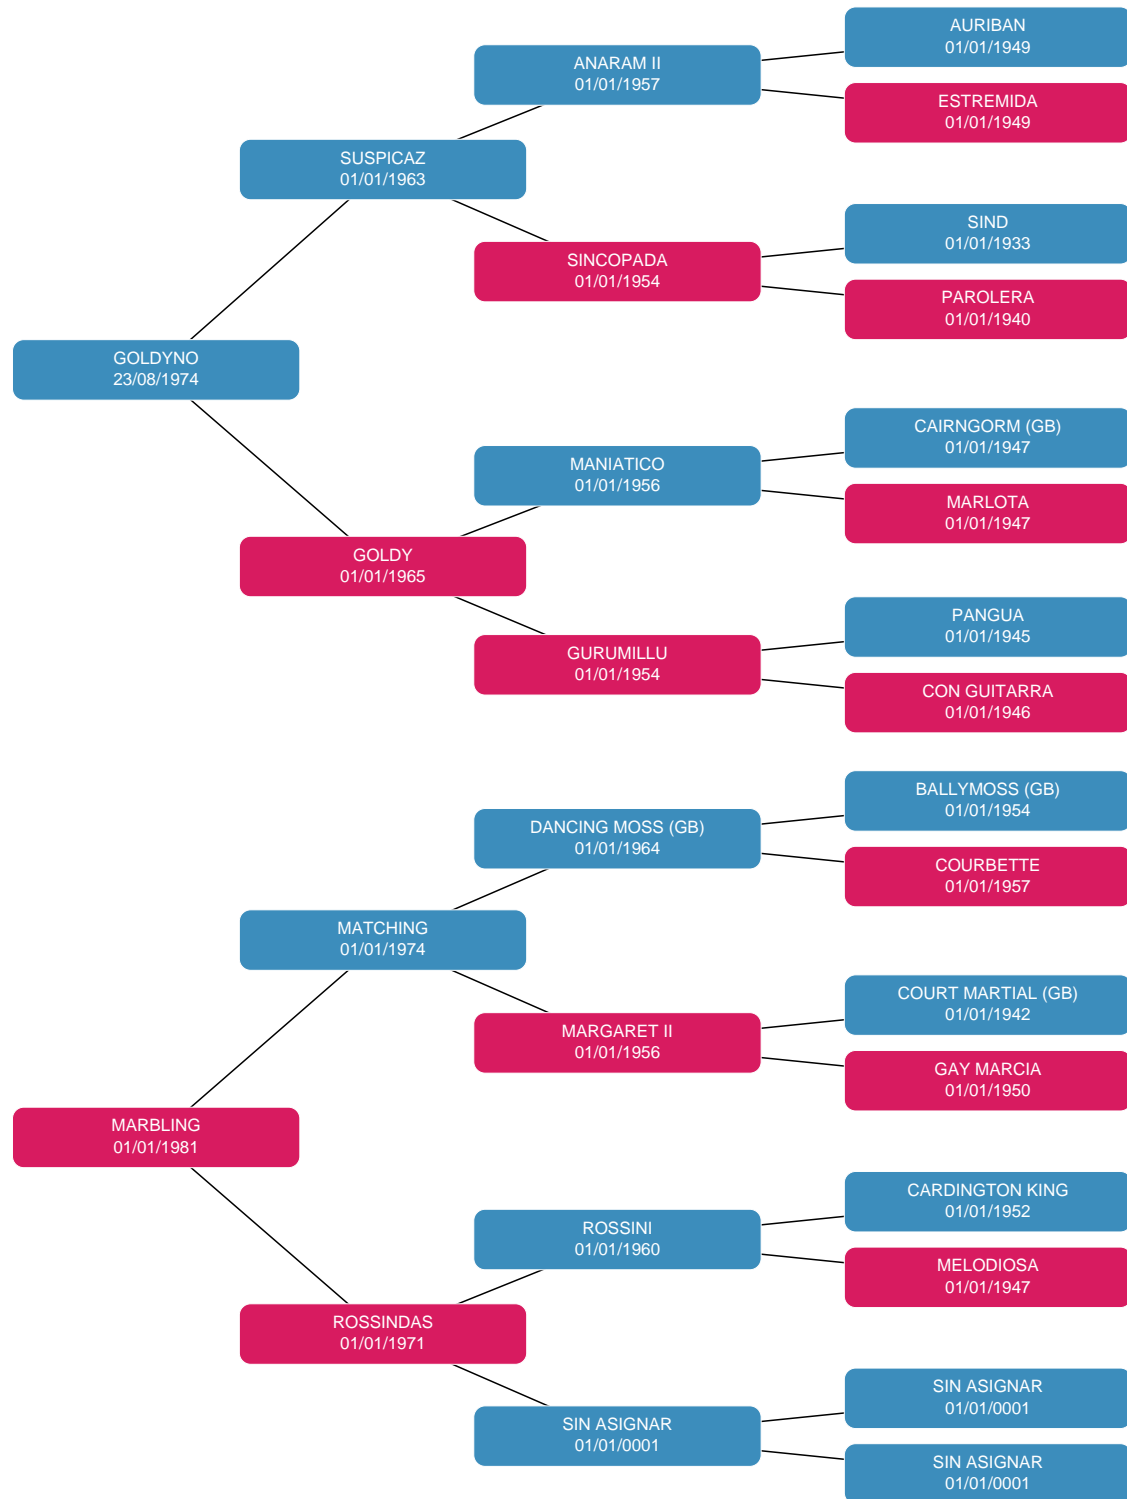 AURIBAN
01/01/1949
ANARAM II
01/01/1957
ESTREMIDA
01/01/1949
SUSPICAZ
01/01/1963
SIND
01/01/1933
SINCOPADA
01/01/1954
PAROLERA
01/01/1940
GOLDYNO
23/08/1974
CAIRNGORM (GB)
01/01/1947
MANIATICO
01/01/1956
MARLOTA
01/01/1947
GOLDY
01/01/1965
PANGUA
01/01/1945
GURUMILLU
01/01/1954
CON GUITARRA
01/01/1946
BALLYMOSS (GB)
01/01/1954
DANCING MOSS (GB)
01/01/1964
COURBETTE
01/01/1957
MATCHING
01/01/1974
COURT MARTIAL (GB)
01/01/1942
MARGARET II
01/01/1956
GAY MARCIA
01/01/1950
MARBLING
01/01/1981
CARDINGTON KING
01/01/1952
ROSSINI
01/01/1960
MELODIOSA
01/01/1947
ROSSINDAS
01/01/1971
SIN ASIGNAR
01/01/0001
SIN ASIGNAR
01/01/0001
SIN ASIGNAR
01/01/0001